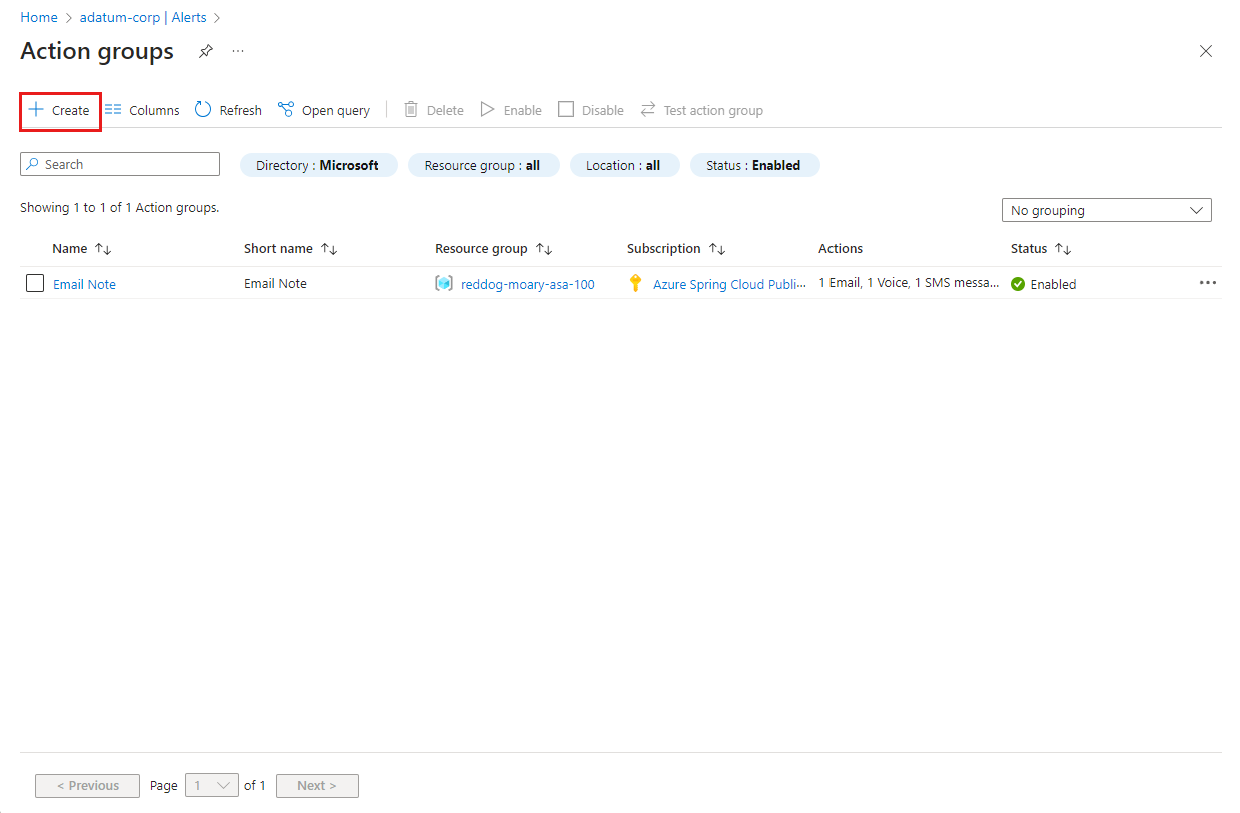 Home > adatum-corp | Alerts >
Action groups ...
Create Columns Refresh Open query Delete Enable Disable Test action group
Search Directory : Microsoft Resource group : all Location : all Status : Enabled
Showing 1 to 1 of 1 Action groups.
No grouping
Name Short name Resource group Subscription Actions Status
Email Note Email Note reddog-moary-asa-100 Azure Spring Cloud Publi... 1 Email, 1 Voice, 1 SMS messa... Enabled ...
< Previous Page 1 of 1 Next >